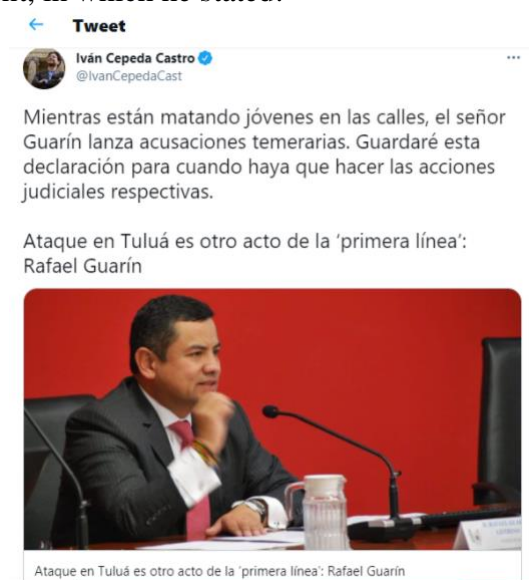 Tweet
Iván Cepeda Castro
@IvanCepedaCast
Mientras están matando jóvenes en las calles, el señor
Guarín lanza acusaciones temerarias. Guardaré esta
declaración para cuando haya que hacer las acciones
judiciales respectivas.
Ataque en Tuluá es otro acto de la ‘primera línea’:
Rafael Guarín
Ataque en Tuluá es otro acto de la 'primera línea': Rafael Guarín